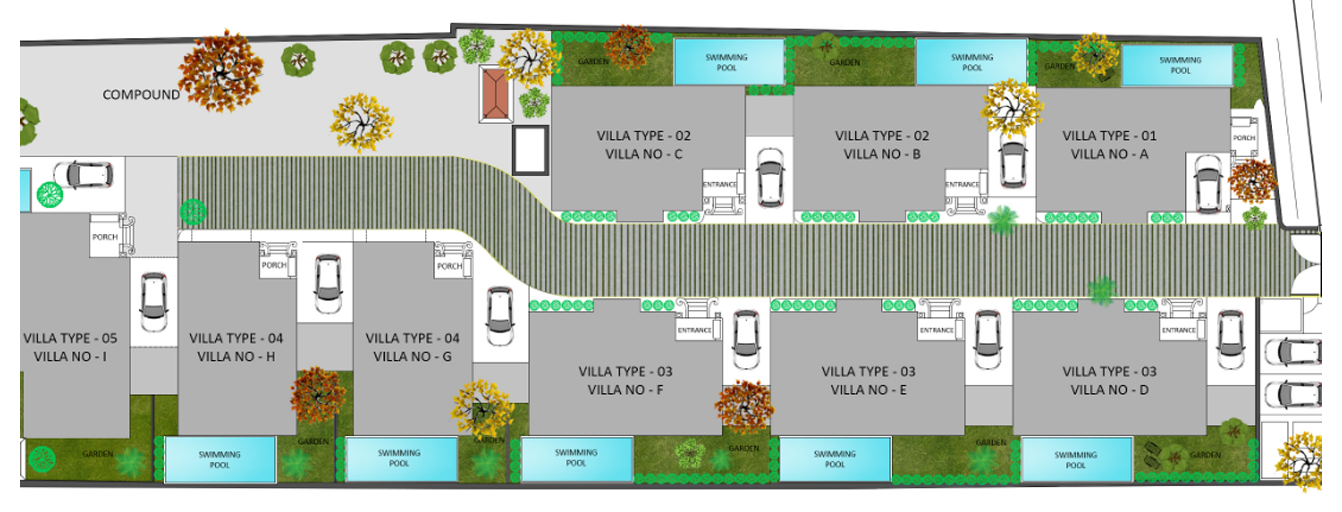 COMPOUND
GARDEN
SWIMMING
POOL
GARDEN
SWIMMING
POOL
GARDEN
SWIMMING
POOL
VILLA TYPE - 02
VILLA NO - C
ENTRANCE
VILLA TYPE - 02
VILLA NO - B
ENTRANCE
VILLA TYPE - 01
VILLA NO - A
PORCH
PORCH
PORCH
PORCH
VILLA TYPE - 05
VILLA NO - I
VILLA TYPE - 04
VILLA NO - H
VILLA TYPE - 04
VILLA NO - G
ENTRANCE
VILLA TYPE - 03
VILLA NO - F
ENTRANCE
VILLA TYPE - 03
VILLA NO - E
ENTRANCE
VILLA TYPE - 03
VILLA NO - D
GARDEN
SWIMMING
POOL
GARDEN
SWIMMING
POOL
GARDEN
SWIMMING
POOL
GARDEN
SWIMMING
POOL
GARDEN
SWIMMING
POOL
GARDEN